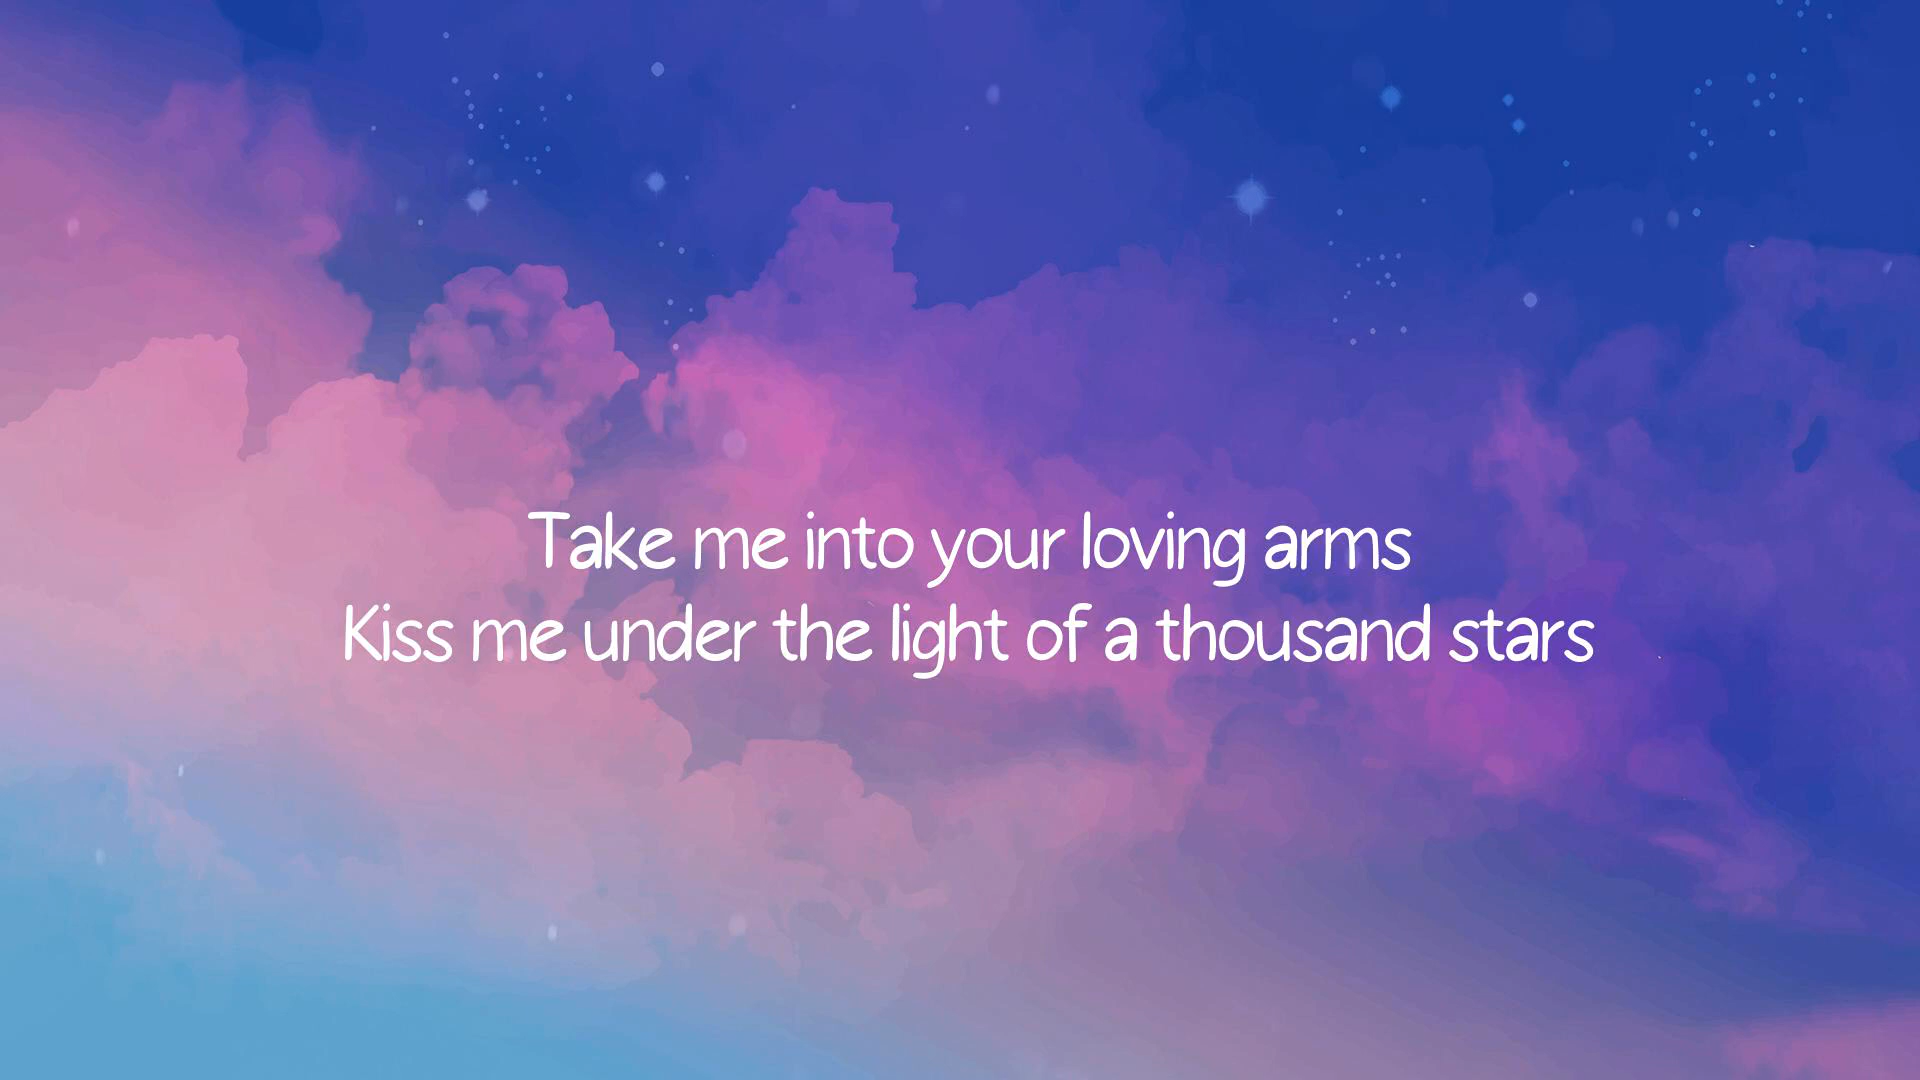 Take me into your loving arms
Kiss me under the light of a thousand stars